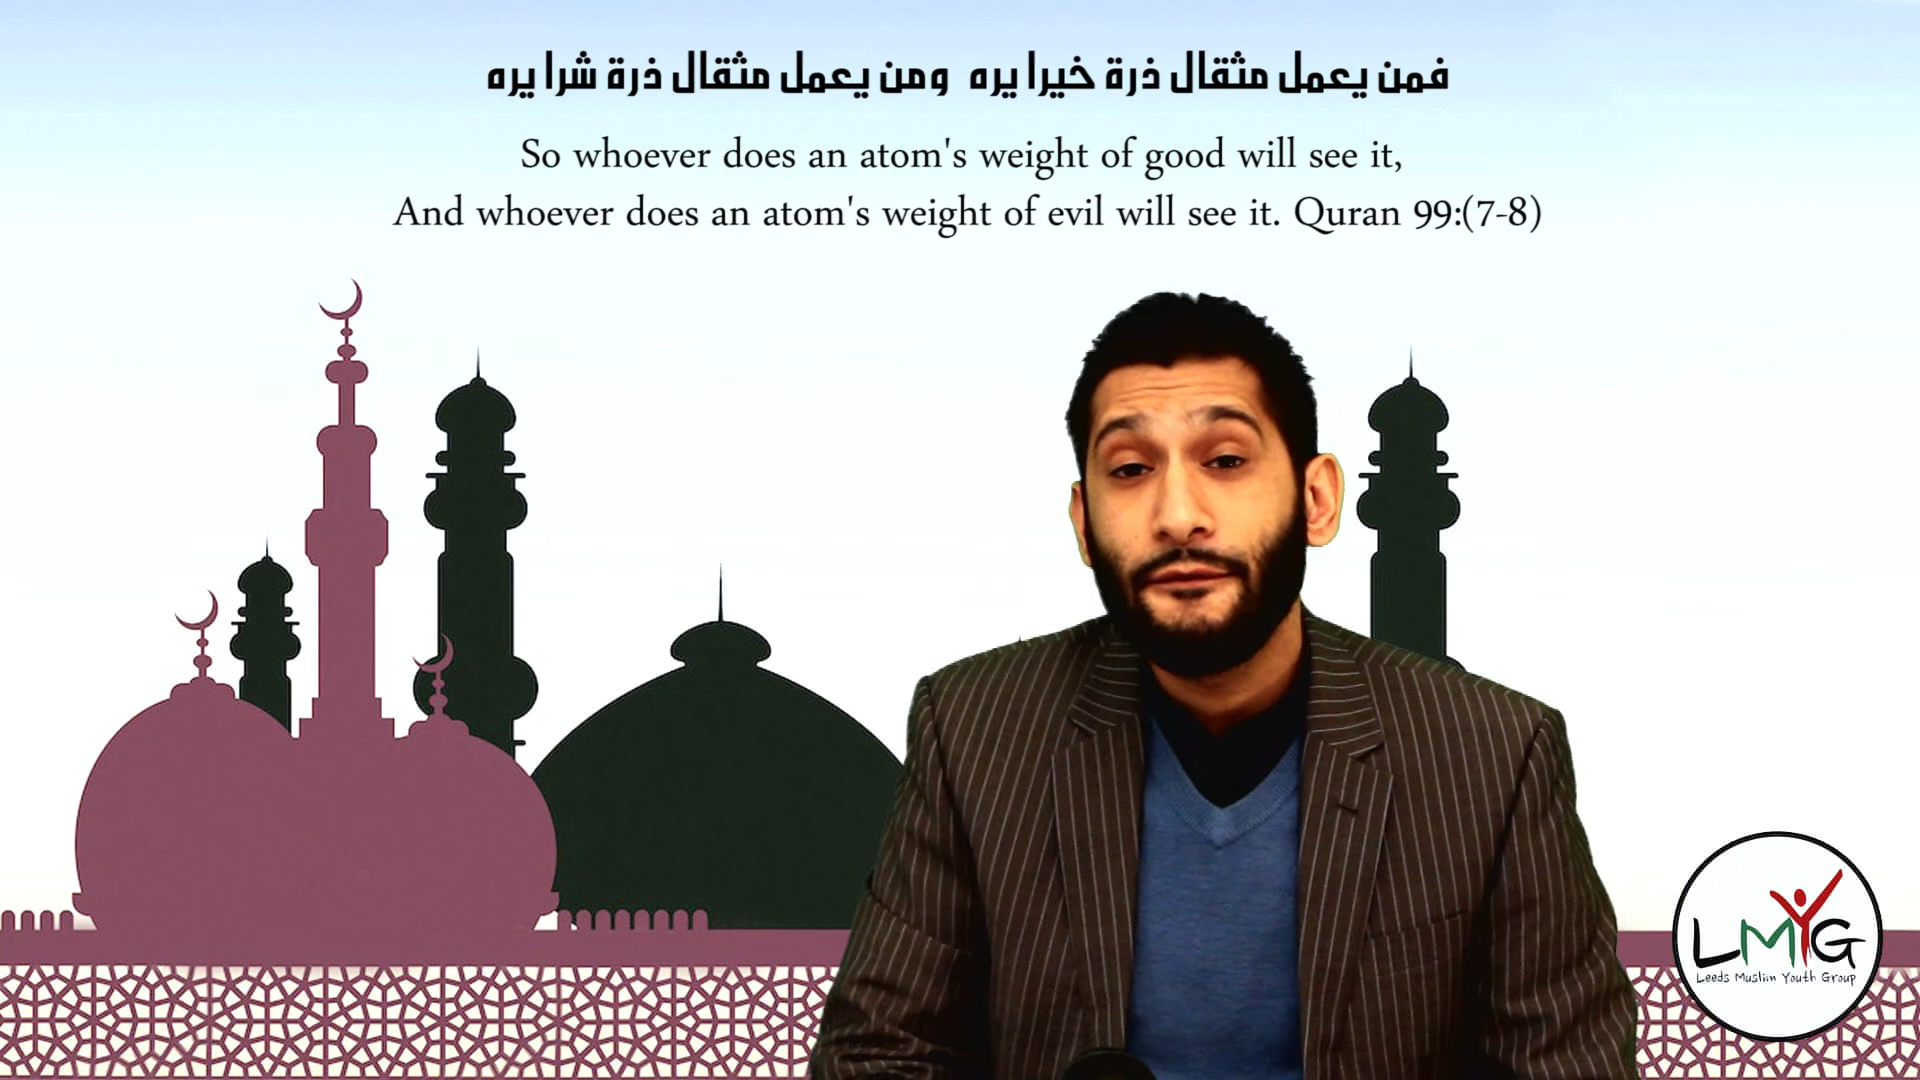 فمن يعمل مثقال ذرة خيرا يره ومن يعمل مثقال ذرة شرا يره
So whoever does an atom's weight of good will see it,
And whoever does an atom's weight of evil will see it. Quran 99:(7-8)
LMYG
Leeds Muslim Youth Group